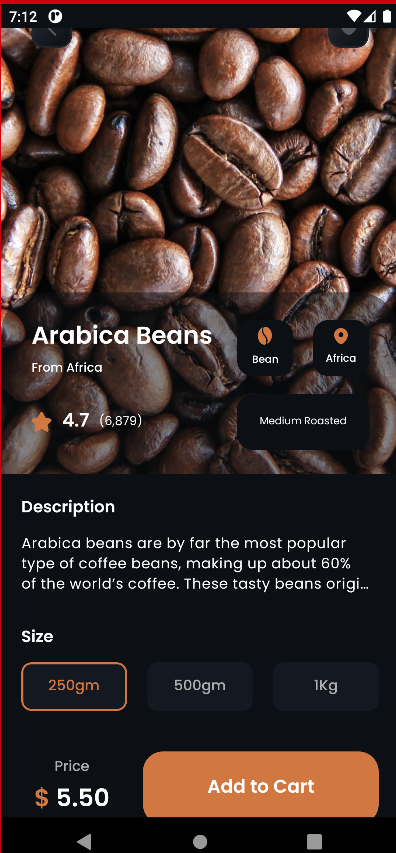 7:12
Arabica Beans
From Africa
Bean
Africa
4.7 (6,879)
Medium Roasted
Description
Arabica beans are by far the most popular
type of coffee beans, making up about 60%
of the world’s coffee. These tasty beans origi…
Size
250gm
500gm
1Kg
Price
$ 5.50
Add to Cart